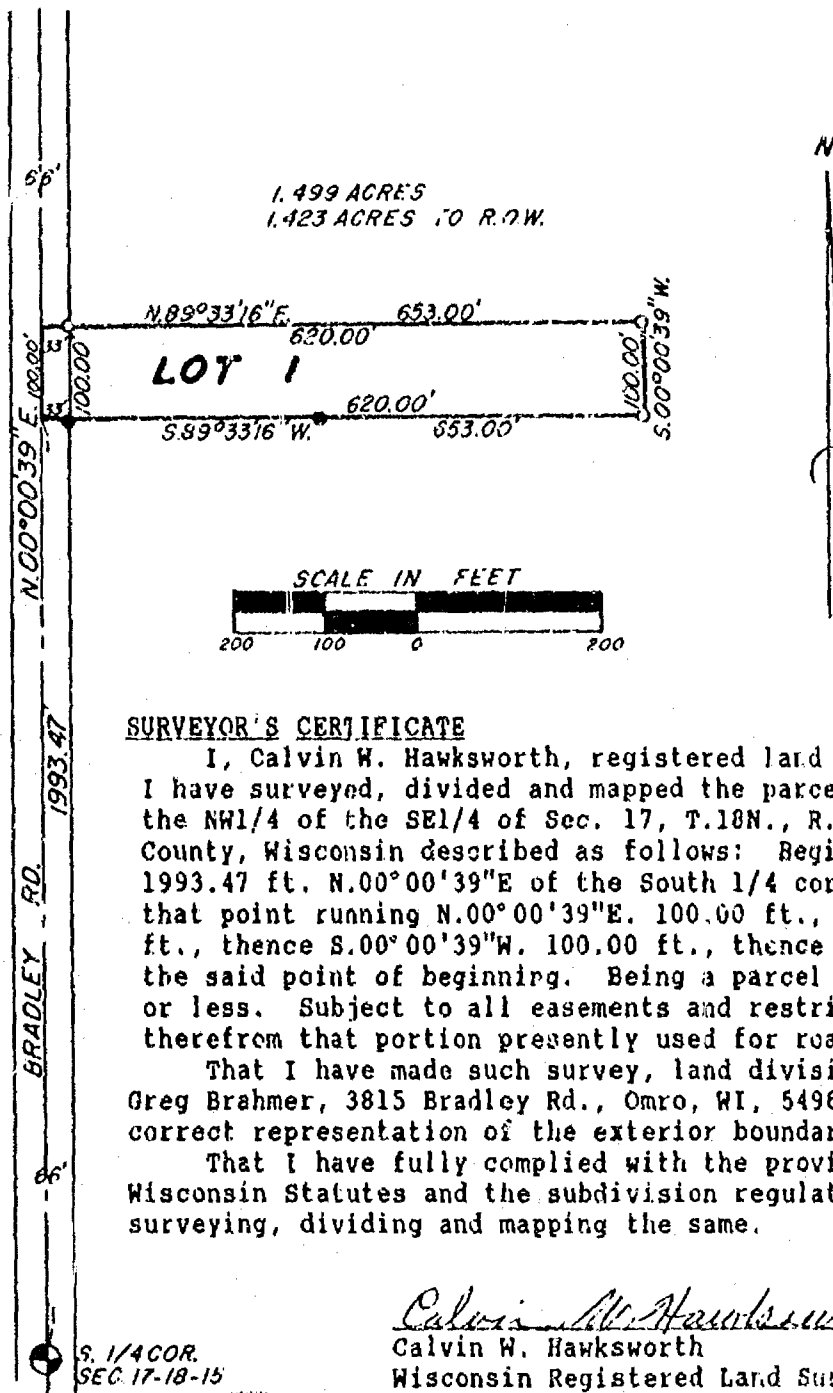 66'
N
1.499 ACRES
1.423 ACRES TO R.O.W.
N.89°33'16"E. 653.00'
620.00'
33'
100.00'
100.00
LOT 1
100.00'
S.00°00'39"W.
33'
620.00'
S.89°33'16"W. 653.00'
N.00°00'39"E.
SCALE IN FEET
200 100 0 200
1993.47'
BRADLEY RD.
66'
SURVEYOR'S CERTIFICATE
I, Calvin W. Hawksworth, registered land
I have surveyed, divided and mapped the parce
the NW1/4 of the SE1/4 of Sec. 17, T.18N., R.
County, Wisconsin described as follows: Begi
1993.47 ft. N.00°00'39"E of the South 1/4 cor
that point running N.00°00'39"E. 100.00 ft.,
ft., thence S.00°00'39"W. 100.00 ft., thence
the said point of beginning. Being a parcel
or less. Subject to all easements and restri
therefrom that portion presently used for roa
That I have made such survey, land divisi
Greg Brahmer, 3815 Bradley Rd., Omro, WI, 5496
correct representation of the exterior boundar
That I have fully complied with the provi
Wisconsin Statutes and the subdivision regulat
surveying, dividing and mapping the same.
Calvin W. Hawksw
Calvin W. Hawksworth
Wisconsin Registered Land Su
S. 1/4 COR.
SEC. 17-18-15